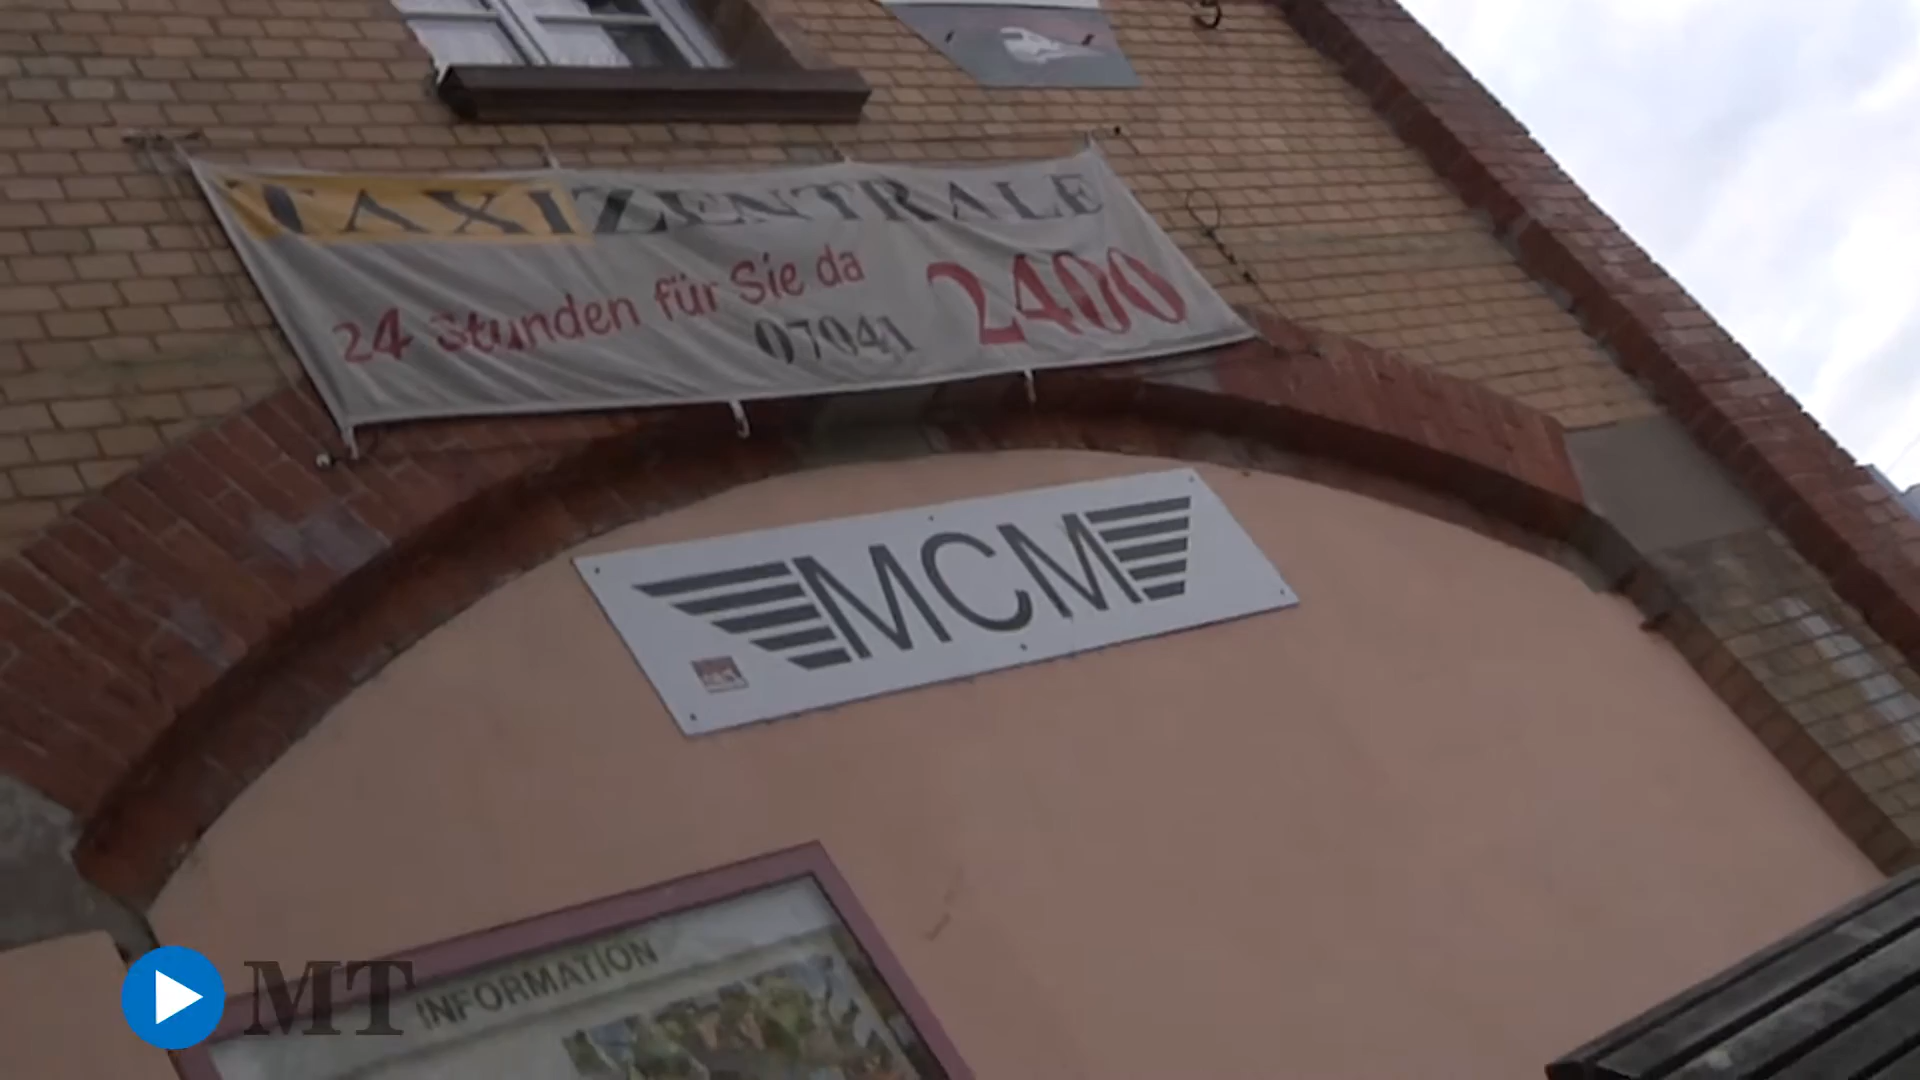 TAXIZENTRALE
24 Stunden für Sie da
07041 2400
MCM
INFORMATION
MT